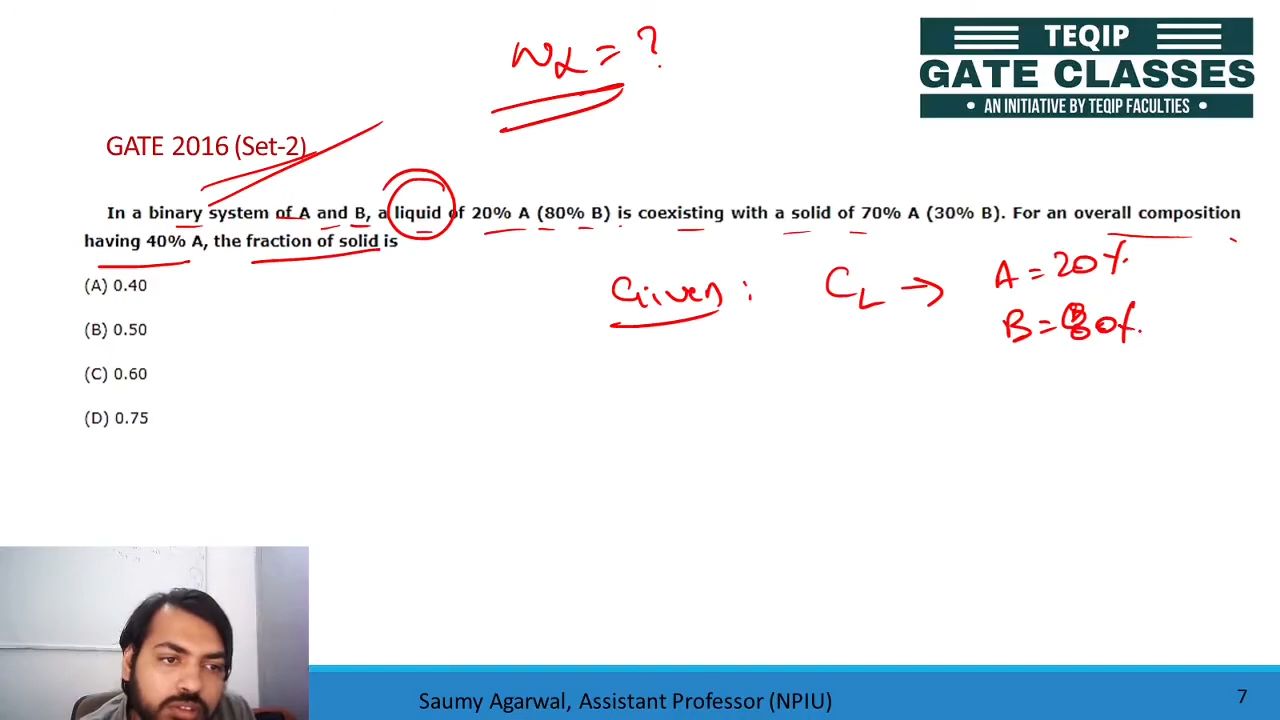 Wα = ?
TEQIP
GATE CLASSES
• AN INITIATIVE BY TEQIP FACULTIES •
GATE 2016 (Set-2)
In a binary system of A and B, a liquid of 20% A (80% B) is coexisting with a solid of 70% A (30% B). For an overall composition
having 40% A, the fraction of solid is
(A) 0.40
(B) 0.50
(C) 0.60
(D) 0.75
Given : CL → A = 20%
B = 80%.
Saumy Agarwal, Assistant Professor (NPIU)
7